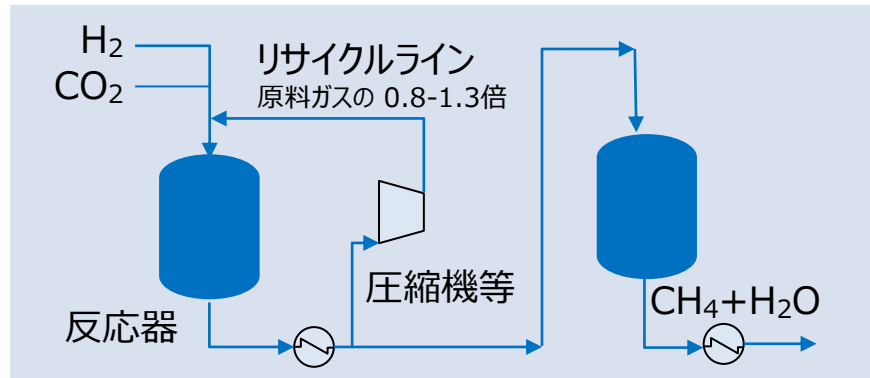 H₂
CO₂
リサイクルライン
原料ガスの 0.8-1.3倍
圧縮機等
反応器
CH₄+H₂O